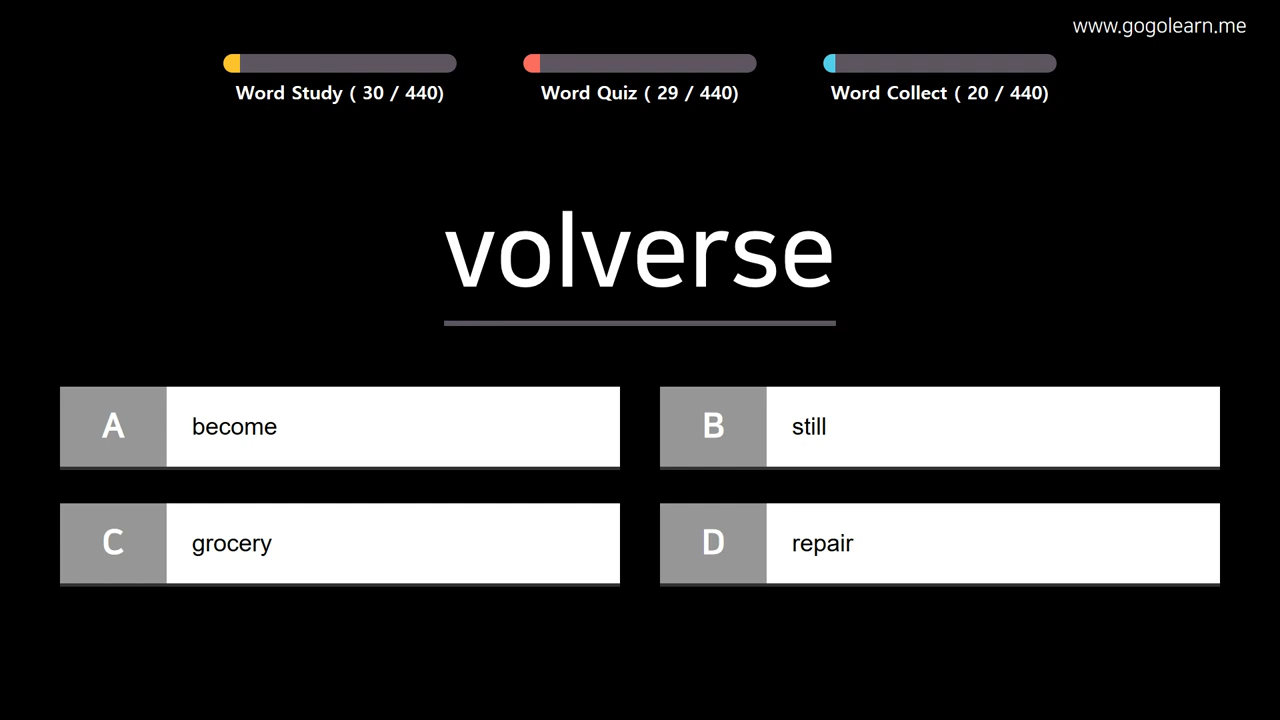 www.gogolearn.me
Word Study ( 30 / 440)
Word Quiz ( 29 / 440)
Word Collect ( 20 / 440)
volverse
A
become
B
still
C
grocery
D
repair